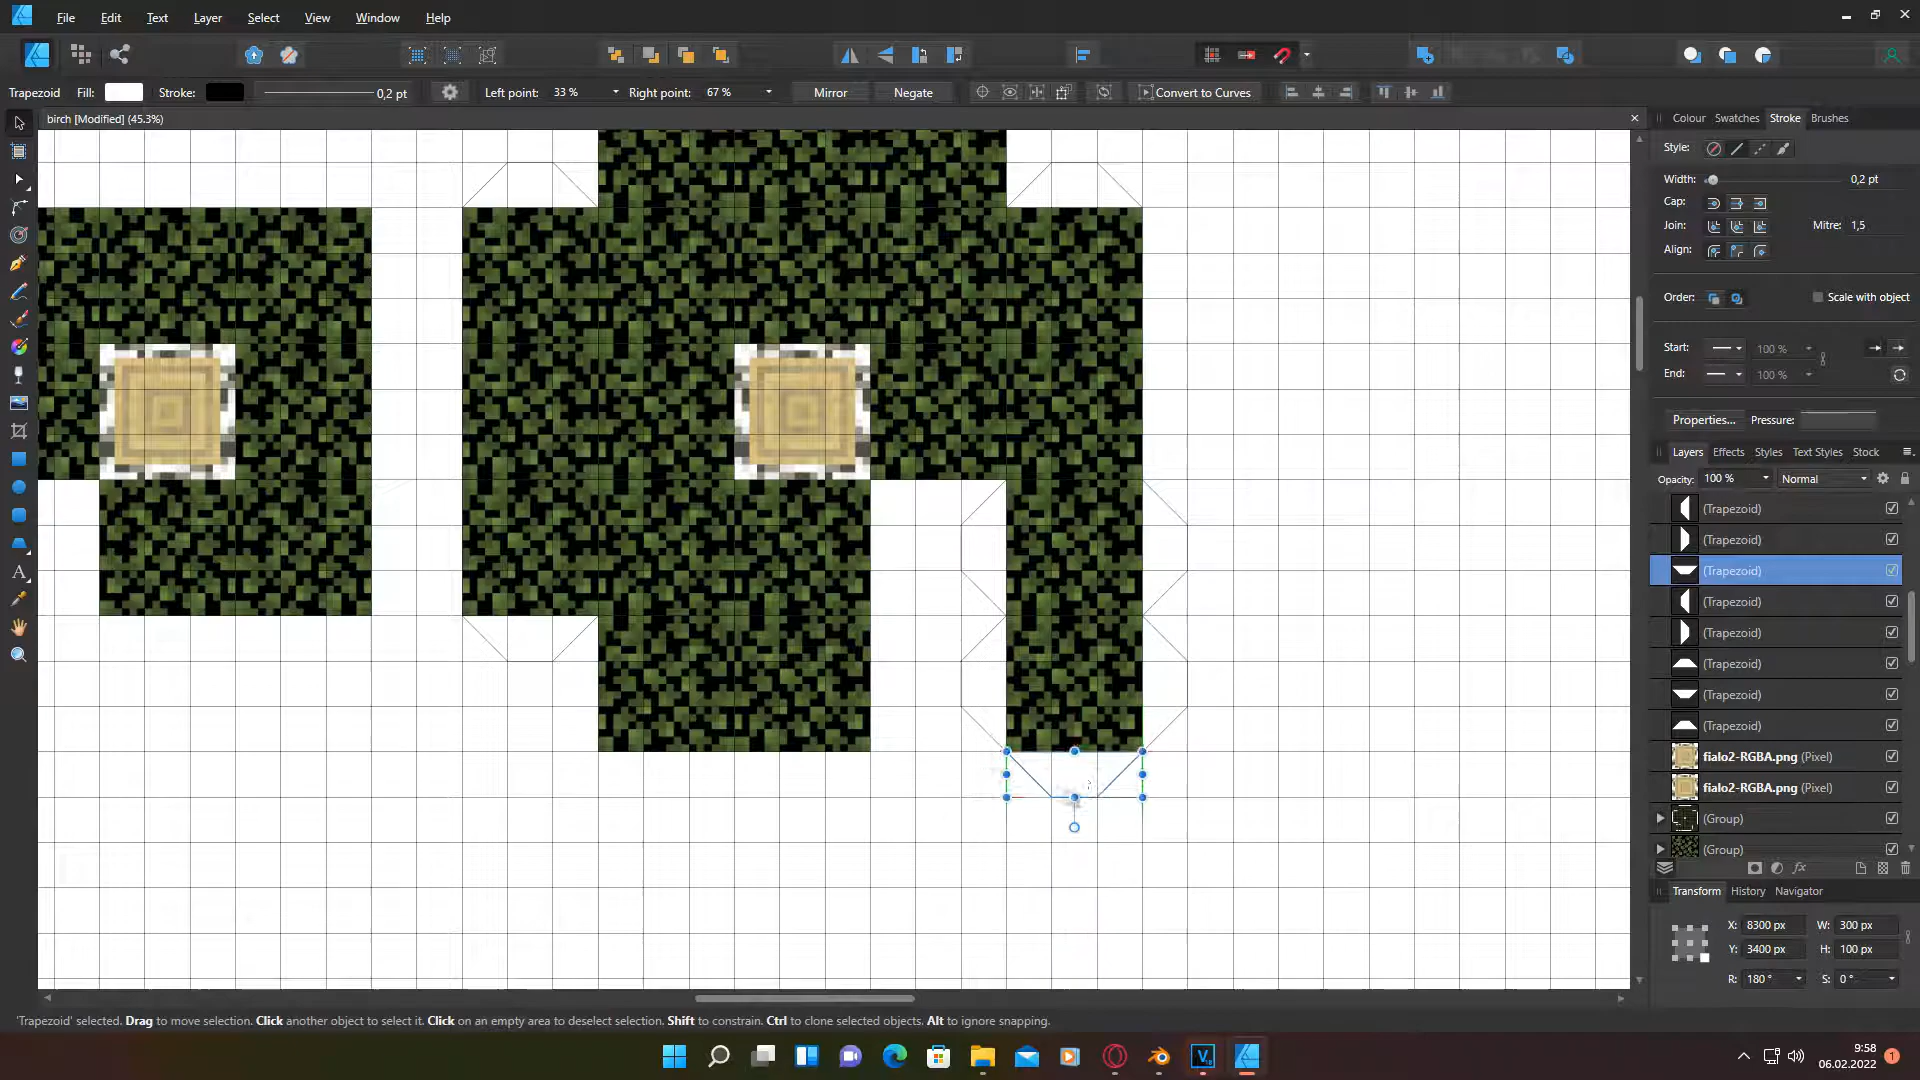 File Edit Text Layer Select View Window Help
Trapezoid Fill: Stroke: 0,2 pt Left point: 33 % Right point: 67 % Mirror Negate Convert to Curves
birch [Modified] (45.3%)
Colour Swatches Stroke Brushes
Style:
Width: 0,2 pt
Cap:
Join: Mitre: 1,5
Align:
Order: Scale with object
Start: 100 %
End: 100 %
Properties... Pressure:
Layers Effects Styles Text Styles Stock
Opacity: 100 % Normal
(Trapezoid)
(Trapezoid)
(Trapezoid)
(Trapezoid)
(Trapezoid)
(Trapezoid)
(Trapezoid)
(Trapezoid)
fialo2-RGBA.png (Pixel)
fialo2-RGBA.png (Pixel)
(Group)
(Group)
Transform History Navigator
X: 8300 px W: 300 px
Y: 3400 px H: 100 px
R: 180 ° S: 0 °
'Trapezoid' selected. Drag to move selection. Click another object to select it. Click on an empty area to deselect selection. Shift to constrain. Ctrl to clone selected objects. Alt to ignore snapping.
9:58
06.02.2022
1